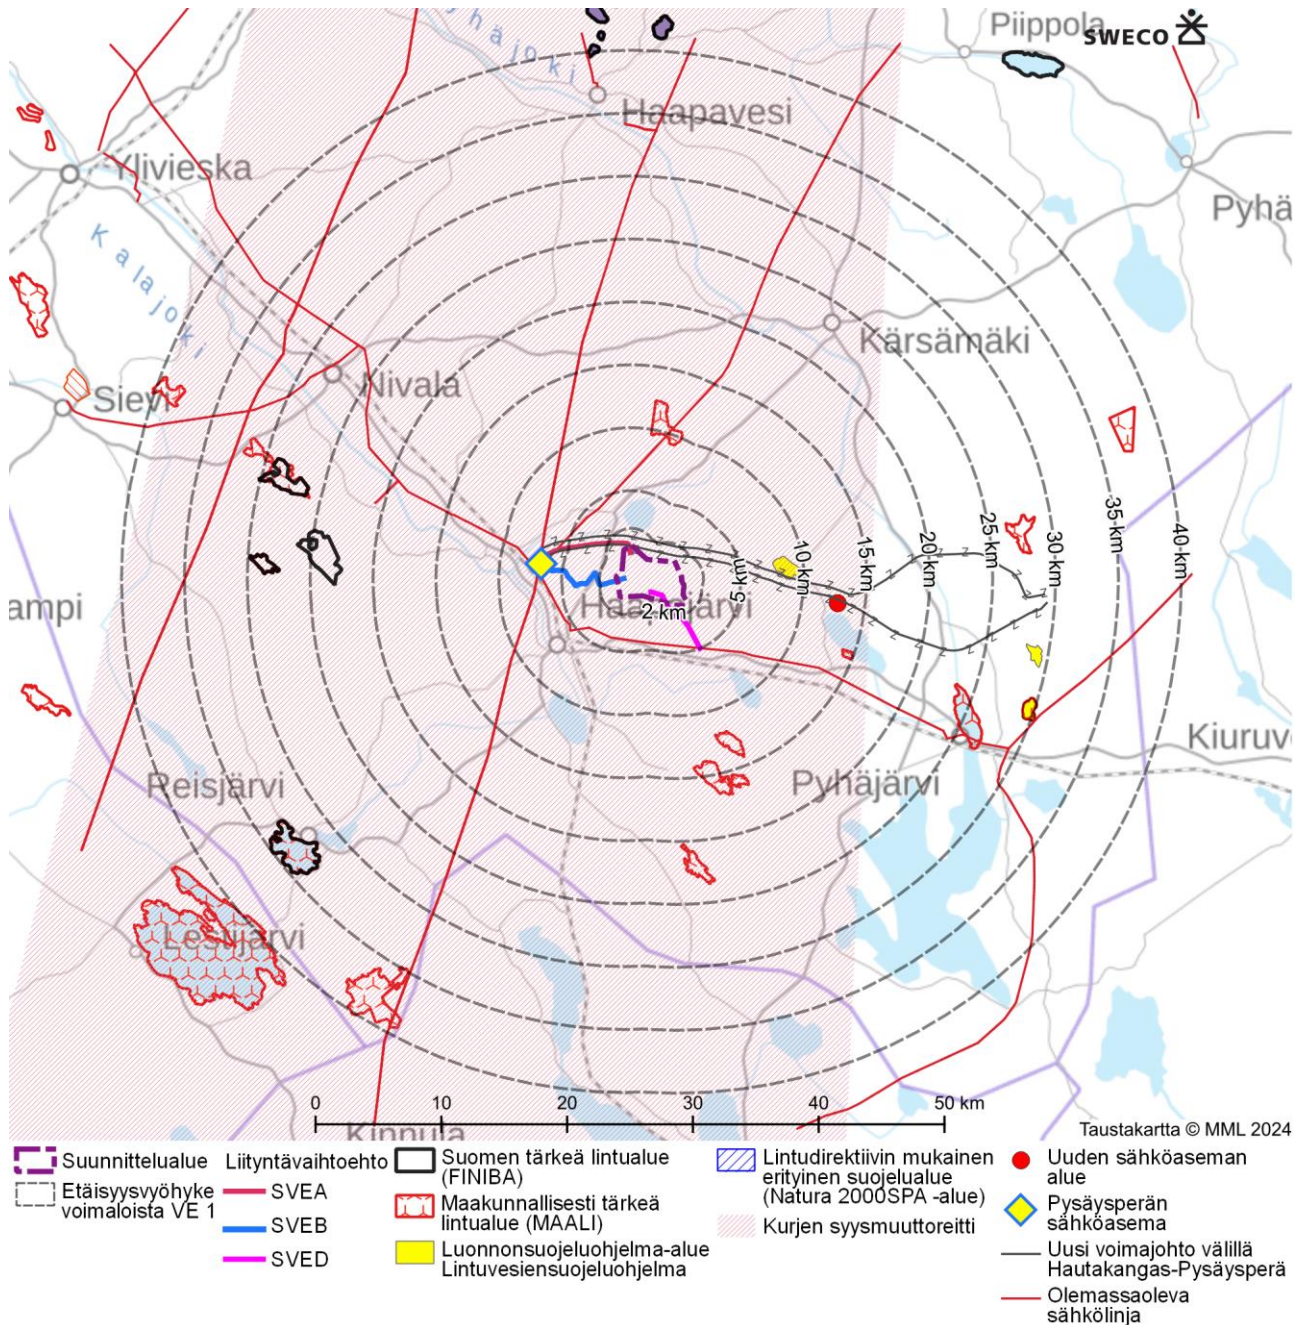 Pyhäjoki
Piippola
SWECO
Haapavesi
Ylivieska
Pyhä
Kalajoki
Kärsämäki
Nivala
Sievi
35 km
40 km
30 km
25 km
20 km
15 km
10 km
5 km
2 km
Haapajärvi
ampi
Kiuruv
Reisjärvi
Pyhäjärvi
Lestijärvi
0 10 20 30 40 50 km
Kinnula
Taustakartta © MML 2024
Suunnittelualue
Etäisyysvyöhyke
voimaloista VE 1
Liityntävaihtoehto
SVEA
SVEB
SVED
Suomen tärkeä lintualue
(FINIBA)
Maakunnallisesti tärkeä
lintualue (MAALI)
Luonnonsuojeluohjelma-alue
Lintuvesiensuojeluohjelma
Lintudirektiivin mukainen
erityinen suojelualue
(Natura 2000SPA -alue)
Kurjen syysmuuttoreitti
Uuden sähköaseman
alue
Pysäysperän
sähköasema
Uusi voimajohto välillä
Hautakangas-Pysäysperä
Olemassaoleva
sähkölinja